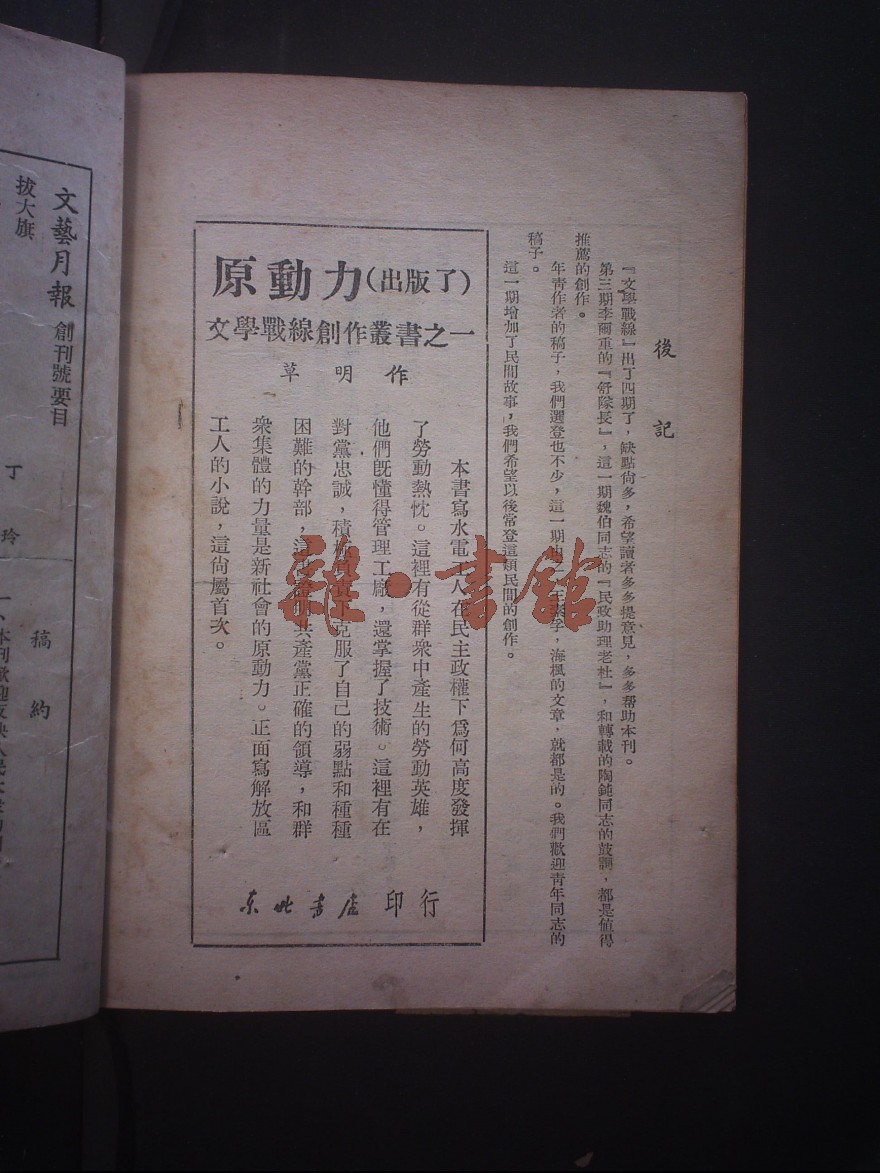 後記
『文學戰線』出了四期了，缺點尙多，希望讀者多多提意見，多多帮助本刊。
第三期李爾重的『舒隊長』，這一期魏伯同志的『民政助理老杜』，和轉載的陶鈍同志的鼓詞，都是値得
推薦的創作。
年青作者的稿子，我們選登也不少，這一期 海楓的文章，就都是的。我們歡迎靑年同志的
稿子。
這一期增加了民間故事，我們希望以後常登這類民間的創作。
原動力（出版了）
文學戰線創作叢書之一
草明作
本書寫水電工人在民主政權下爲何高度發揮
了勞動熱忱。這裡有從群衆中產生的勞動英雄，
他們旣懂得管理工廠，還掌握了技術。這裡有在
對黨忠誠，積極 克服了自己的弱點和種種
困難的幹部，這 共產黨正確的領導，和群
衆集體的力量是新社會的原動力。正面寫解放區
工人的小說，這尙屬首次。
东北書店印行
文藝月報 創刊號要目
拔大旗
丁玲
稿約
雜·書館